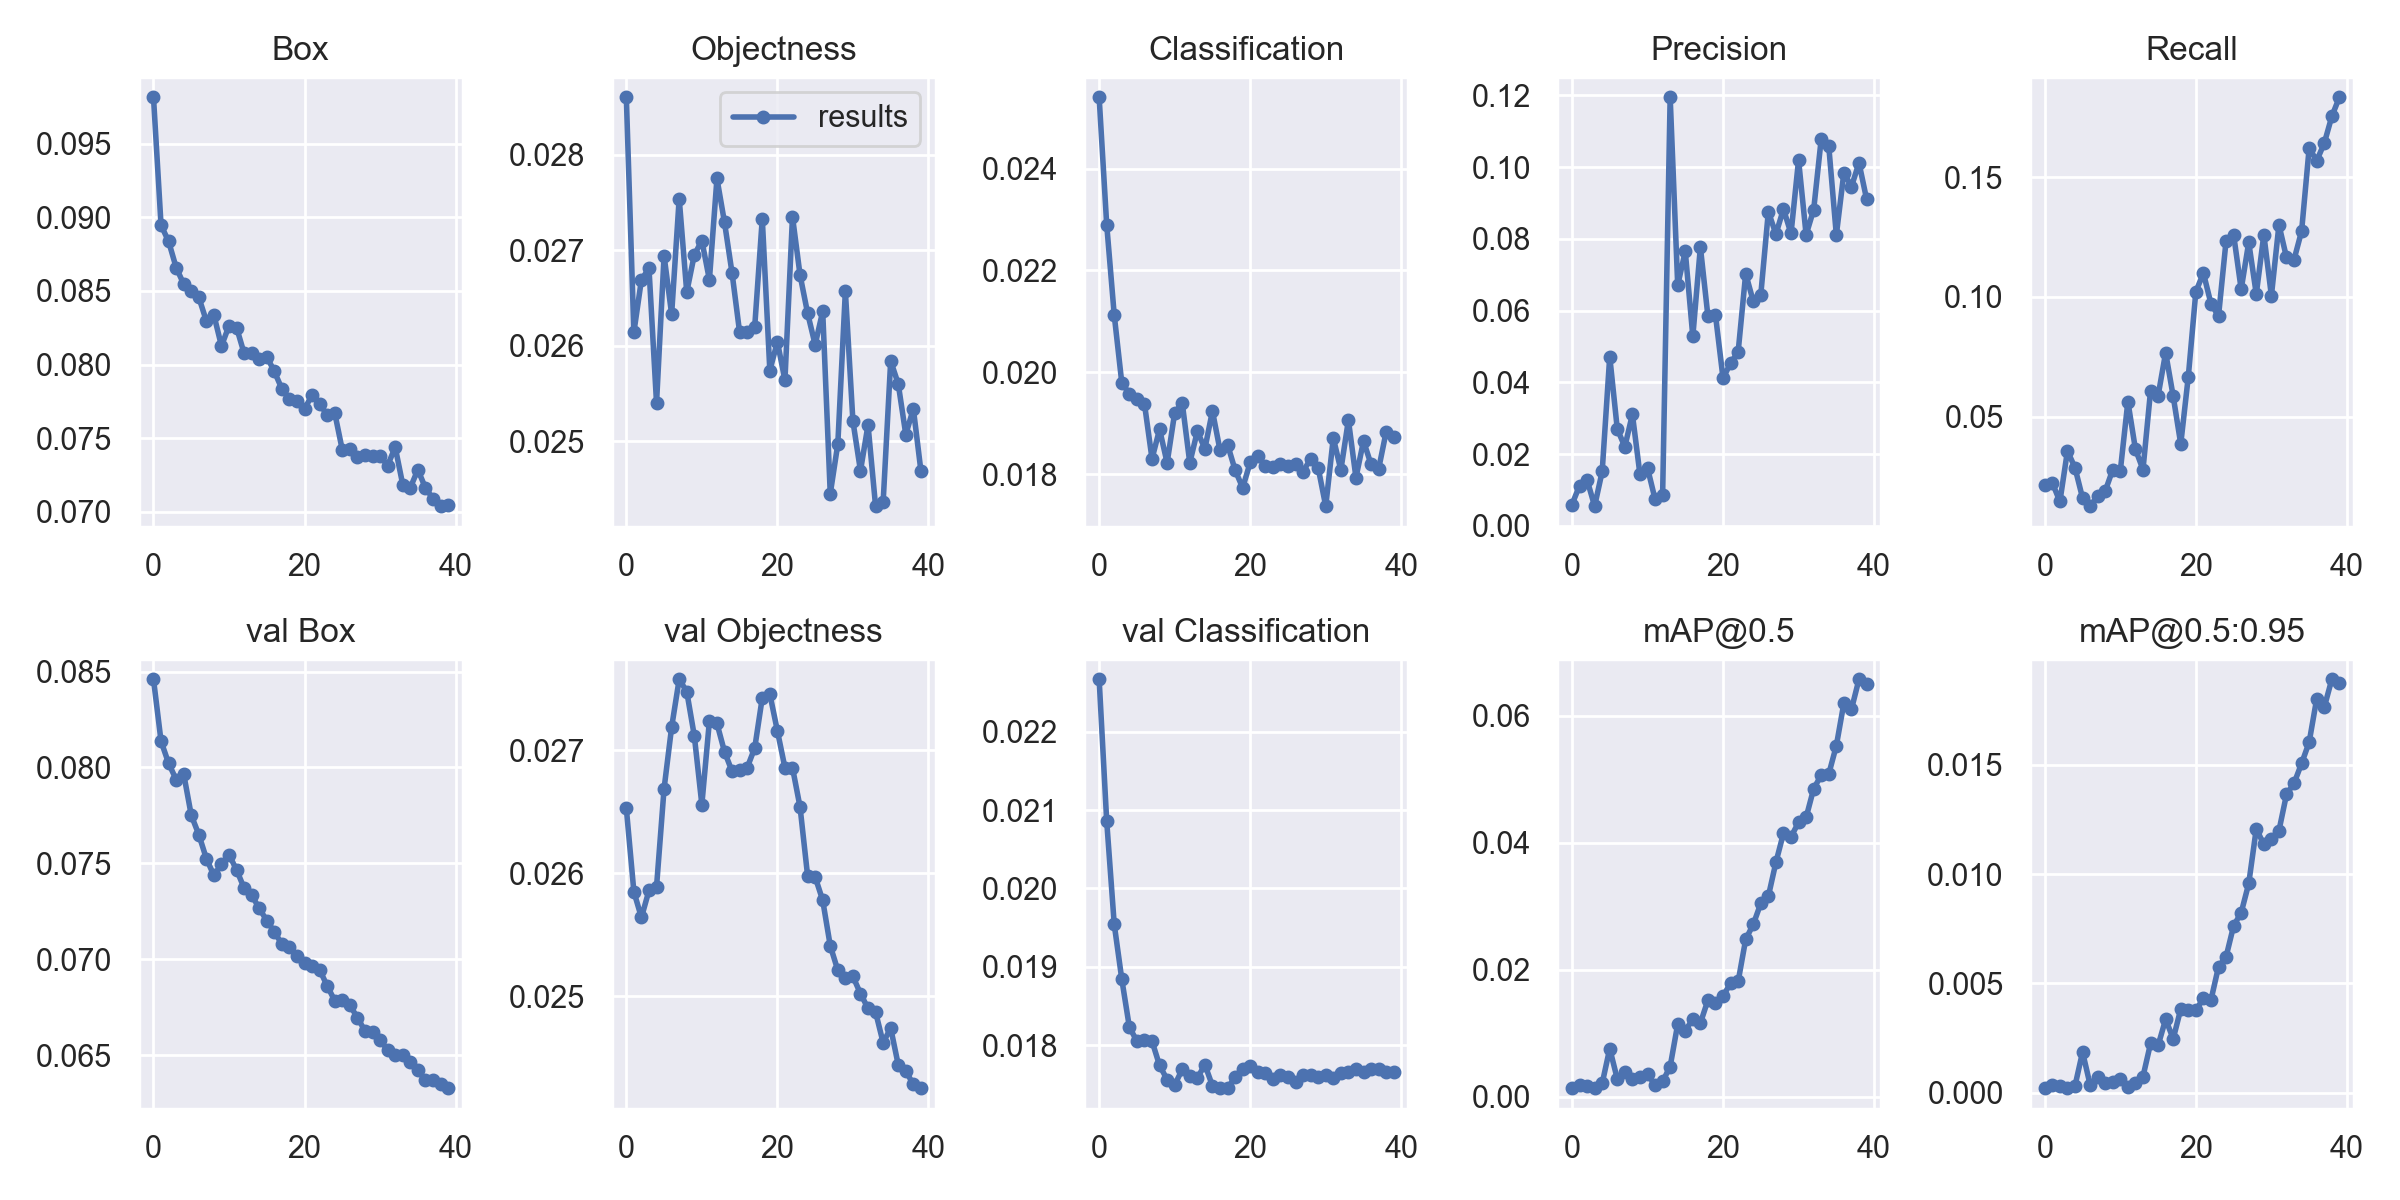 Box
Objectness
Classification
Precision
Recall
0.095
0.090
0.085
0.080
0.075
0.070
0 20 40
results
0.028
0.027
0.026
0.025
0 20 40
0.024
0.022
0.020
0.018
0 20 40
0.12
0.10
0.08
0.06
0.04
0.02
0.00
0 20 40
0.15
0.10
0.05
0 20 40
val Box
val Objectness
val Classification
mAP@0.5
mAP@0.5:0.95
0.085
0.080
0.075
0.070
0.065
0 20 40
0.027
0.026
0.025
0 20 40
0.022
0.021
0.020
0.019
0.018
0 20 40
0.06
0.04
0.02
0.00
0 20 40
0.015
0.010
0.005
0.000
0 20 40